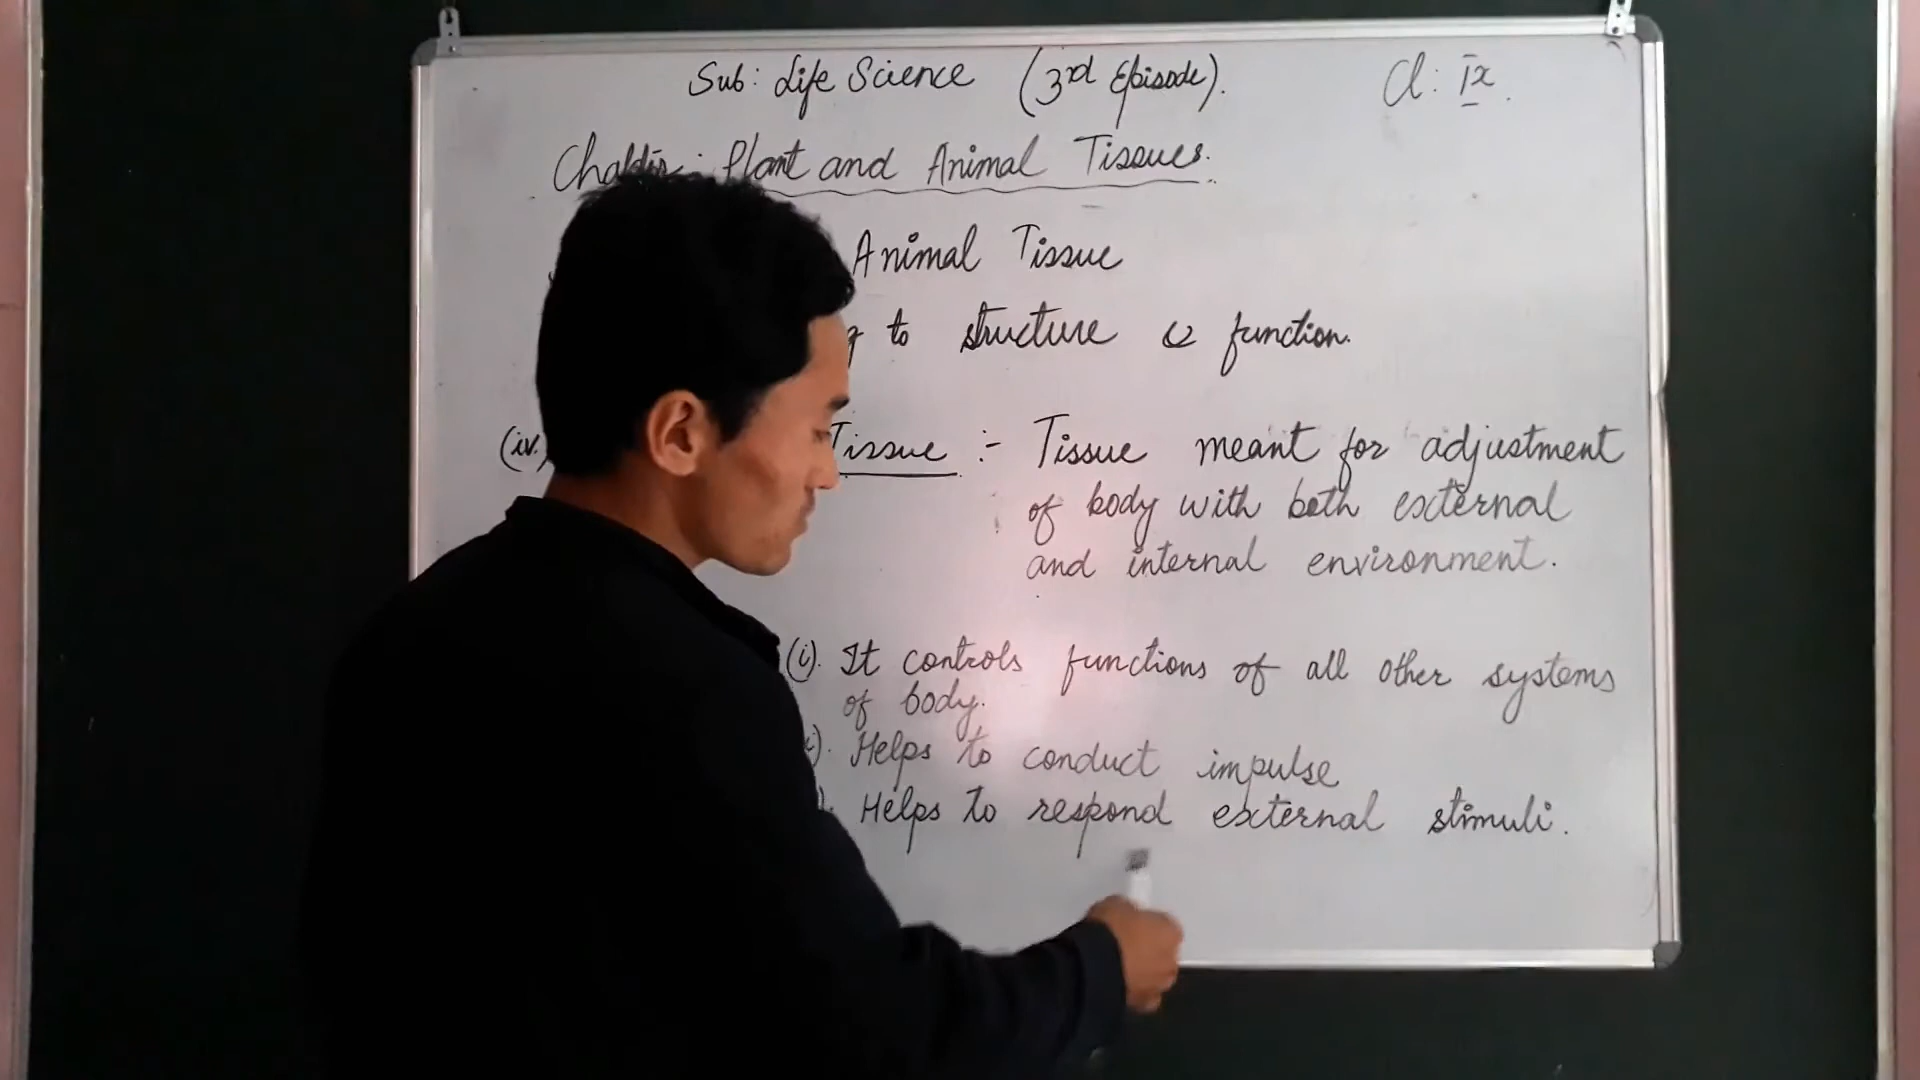 Sub: Life Science (3rd Episode). Cl: IX.
Chapter: Plant and Animal Tissues.
Animal Tissue
to structure & function.
(iv) Tissue :- Tissue meant for adjustment
of body with both external
and internal environment.
(i). It controls functions of all other systems
of body.
Helps to conduct impulse
Helps to respond external stimuli.